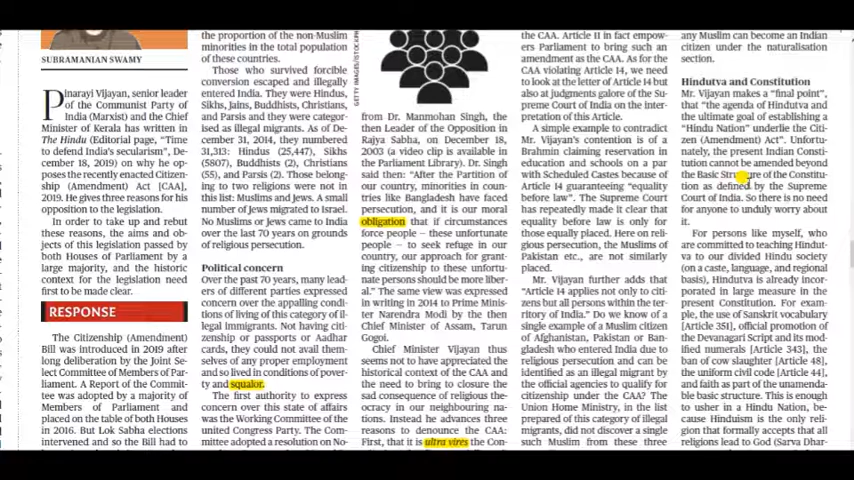 SUBRAMANIAN SWAMY
Pinarayi Vijayan, senior leader
of the Communist Party of
India (Marxist) and the Chief
Minister of Kerala has written in
The Hindu (Editorial page, "Time
to defend India's secularism", De-
cember 18, 2019) on why he op-
poses the recently enacted Citizen-
ship (Amendment) Act [CAA],
2019. He gives three reasons for his
opposition to the legislation.
In order to take up and rebut
these reasons, the aims and ob-
jects of this legislation passed by
both Houses of Parliament by a
large majority, and the historic
context for the legislation need
first to be made clear.
RESPONSE
The Citizenship (Amendment)
Bill was introduced in 2019 after
long deliberation by the Joint Se-
lect Committee of Members of Par-
liament. A Report of the Commit-
tee was adopted by a majority of
Members of Parliament and
placed on the table of both Houses
in 2016. But Lok Sabha elections
intervened and so the Bill had to
the proportion of the non-Muslim
minorities in the total population
of these countries.
Those who survived forcible
conversion escaped and illegally
entered India. They were Hindus,
Sikhs, Jains, Buddhists, Christians,
and Parsis and they were categor-
ised as illegal migrants. As of De-
cember 31, 2014, they numbered
31,313: Hindus (25,447), Sikhs
(5807), Buddhists (2), Christians
(55), and Parsis (2). Those belong-
ing to two religions were not in
this list: Muslims and Jews. A small
number of Jews migrated to Israel.
No Muslims or Jews came to India
over the last 70 years on grounds
of religious persecution.
Political concern
Over the past 70 years, many lead-
ers of different parties expressed
concern over the appalling condi-
tions of living of this category of il-
legal immigrants. Not having citi-
zenship or passports or Aadhar
cards, they could not avail them-
selves of any proper employment
and so lived in conditions of pover-
ty and squalor.
The first authority to express
concern over this state of affairs
was the Working Committee of the
united Congress Party. The Com-
mittee adopted a resolution on No-
GETTY IMAGES/ISTOCKPH
from Dr. Manmohan Singh, the
then Leader of the Opposition in
Rajya Sabha, on December 18,
2003 (a video clip is available in
the Parliament Library). Dr. Singh
said then: "After the Partition of
our country, minorities in coun-
tries like Bangladesh have faced
persecution, and it is our moral
obligation that if circumstances
force people – these unfortunate
people – to seek refuge in our
country, our approach for grant-
ing citizenship to these unfortu-
nate persons should be more liber-
al." The same view was expressed
in writing in 2014 to Prime Minis-
ter Narendra Modi by the then
Chief Minister of Assam, Tarun
Gogoi.
Chief Minister Vijayan thus
seems not to have appreciated the
historical context of the CAA and
the need to bring to closure the
sad consequence of religious the-
ocracy in our neighbouring na-
tions. Instead he advances three
reasons to denounce the CAA:
First, that it is ultra vires the Con-
the CAA. Article 11 in fact empow-
ers Parliament to bring such an
amendment as the CAA. As for the
CAA violating Article 14, we need
to look at the letter of Article 14 but
also at judgments galore of the Su-
preme Court of India on the inter-
pretation of this Article.
A simple example to contradict
Mr. Vijayan's contention is of a
Brahmin claiming reservation in
education and schools on a par
with Scheduled Castes because of
Article 14 guaranteeing "equality
before law". The Supreme Court
has repeatedly made it clear that
equality before law is only for
those equally placed. Here on reli-
gious persecution, the Muslims of
Pakistan etc., are not similarly
placed.
Mr. Vijayan further adds that
"Article 14 applies not only to citi-
zens but all persons within the ter-
ritory of India." Do we know of a
single example of a Muslim citizen
of Afghanistan, Pakistan or Ban-
gladesh who entered India due to
religious persecution and can be
identified as an illegal migrant by
the official agencies to qualify for
citizenship under the CAA? The
Union Home Ministry, in the list
prepared of this category of illegal
migrants, did not discover a single
such Muslim from these three
any Muslim can become an Indian
citizen under the naturalisation
section.
Hindutva and Constitution
Mr. Vijayan makes a "final point",
that "the agenda of Hindutva and
the ultimate goal of establishing a
"Hindu Nation" underlie the Citi-
zen (Amendment) Act". Unfortu-
nately, the present Indian Consti-
tution cannot be amended beyond
the Basic Structure of the Constitu-
tion as defined by the Supreme
Court of India. So there is no need
for anyone to unduly worry about
it.
For persons like myself, who
are committed to teaching Hindut-
va to our divided Hindu society
(on a caste, language, and regional
basis), Hindutva is already incor-
porated in large measure in the
present Constitution. For exam-
ple, the use of Sanskrit vocabulary
[Article 351], official promotion of
the Devanagari Script and its mod-
ified numerals [Article 343], the
ban of cow slaughter [Article 48],
the uniform civil code [Article 44],
and faith as part of the unamenda-
ble basic structure. This is enough
to usher in a Hindu Nation, be-
cause Hinduism is the only reli-
gion that formally accepts that all
religions lead to God (Sarva Dhar-